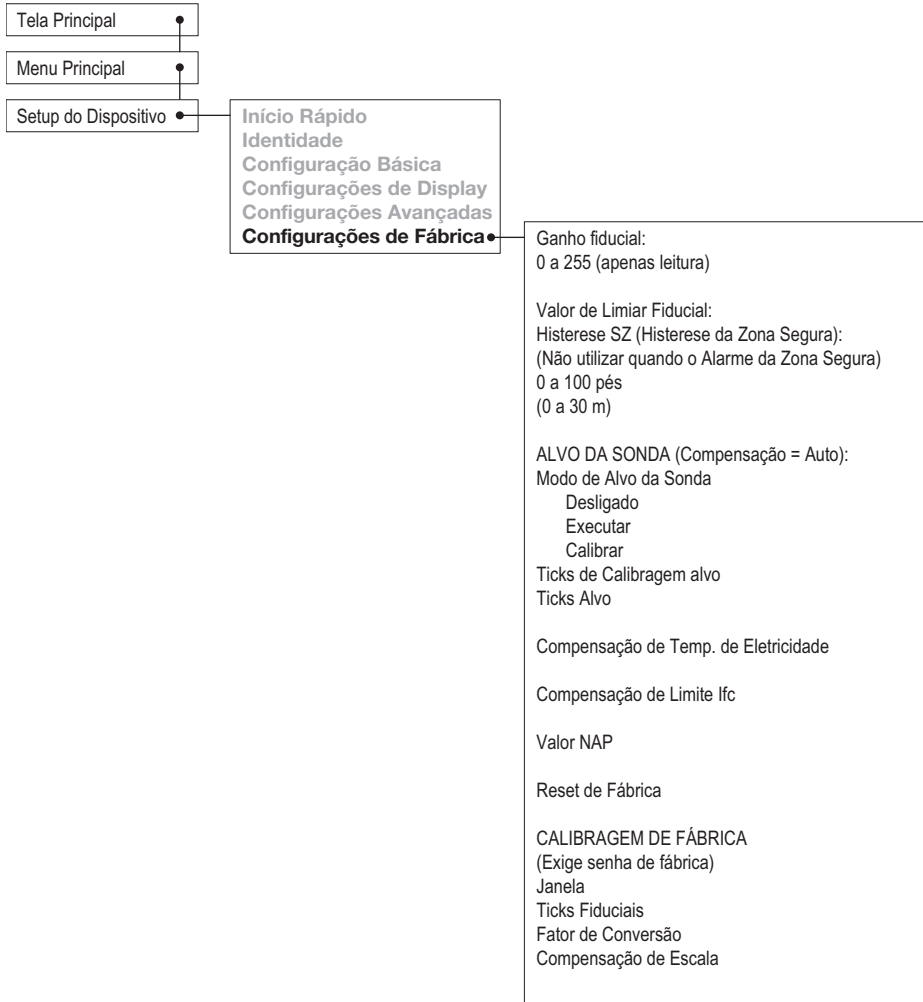 Tela Principal
Menu Principal
Setup do Dispositivo
Início Rápido
Identidade
Configuração Básica
Configurações de Display
Configurações Avançadas
Configurações de Fábrica
Ganho fiducial:
0 a 255 (apenas leitura)
Valor de Limiar Fiducial:
Histerese SZ (Histerese da Zona Segura):
(Não utilizar quando o Alarme da Zona Segura)
0 a 100 pés
(0 a 30 m)
ALVO DA SONDA (Compensação = Auto):
Modo de Alvo da Sonda
Desligado
Executar
Calibrar
Ticks de Calibragem alvo
Ticks Alvo
Compensação de Temp. de Eletricidade
Compensação de Limite Ifc
Valor NAP
Reset de Fábrica
CALIBRAGEM DE FÁBRICA
(Exige senha de fábrica)
Janela
Ticks Fiduciais
Fator de Conversão
Compensação de Escala